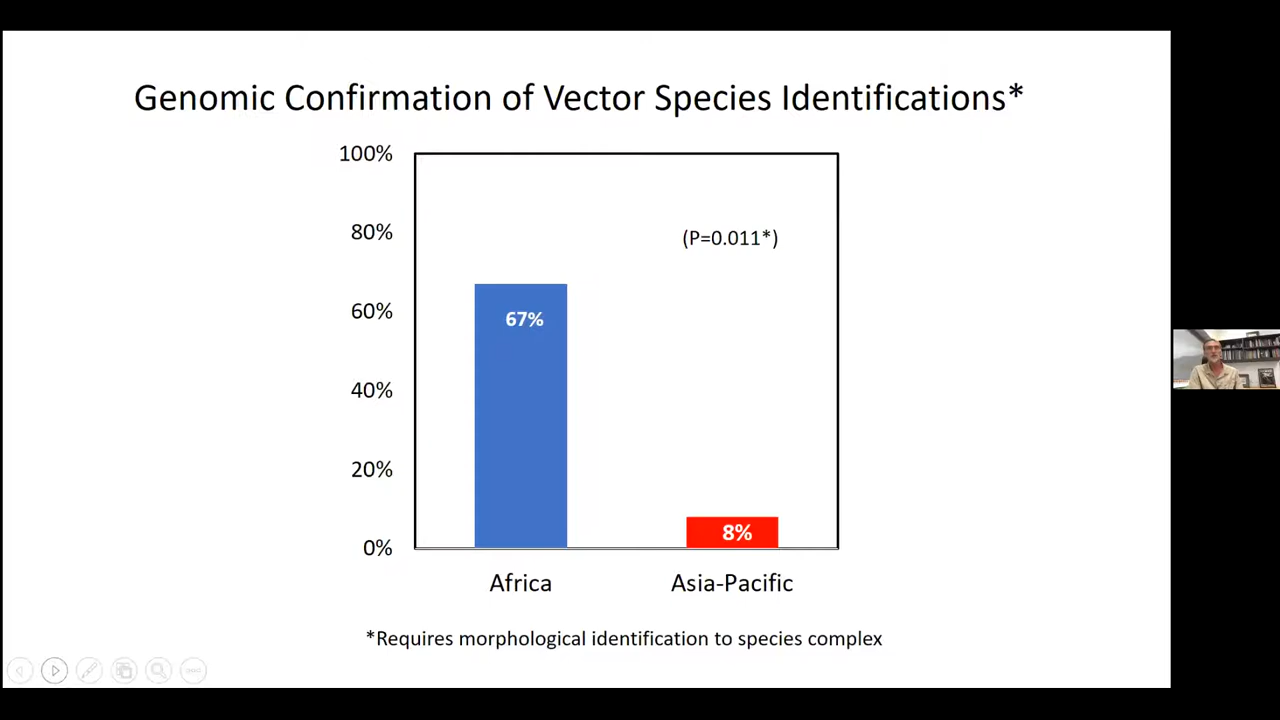 Genomic Confirmation of Vector Species Identifications*
100%
80%
(P=0.011*)
60%
67%
40%
20%
8%
0%
Africa
Asia-Pacific
*Requires morphological identification to species complex